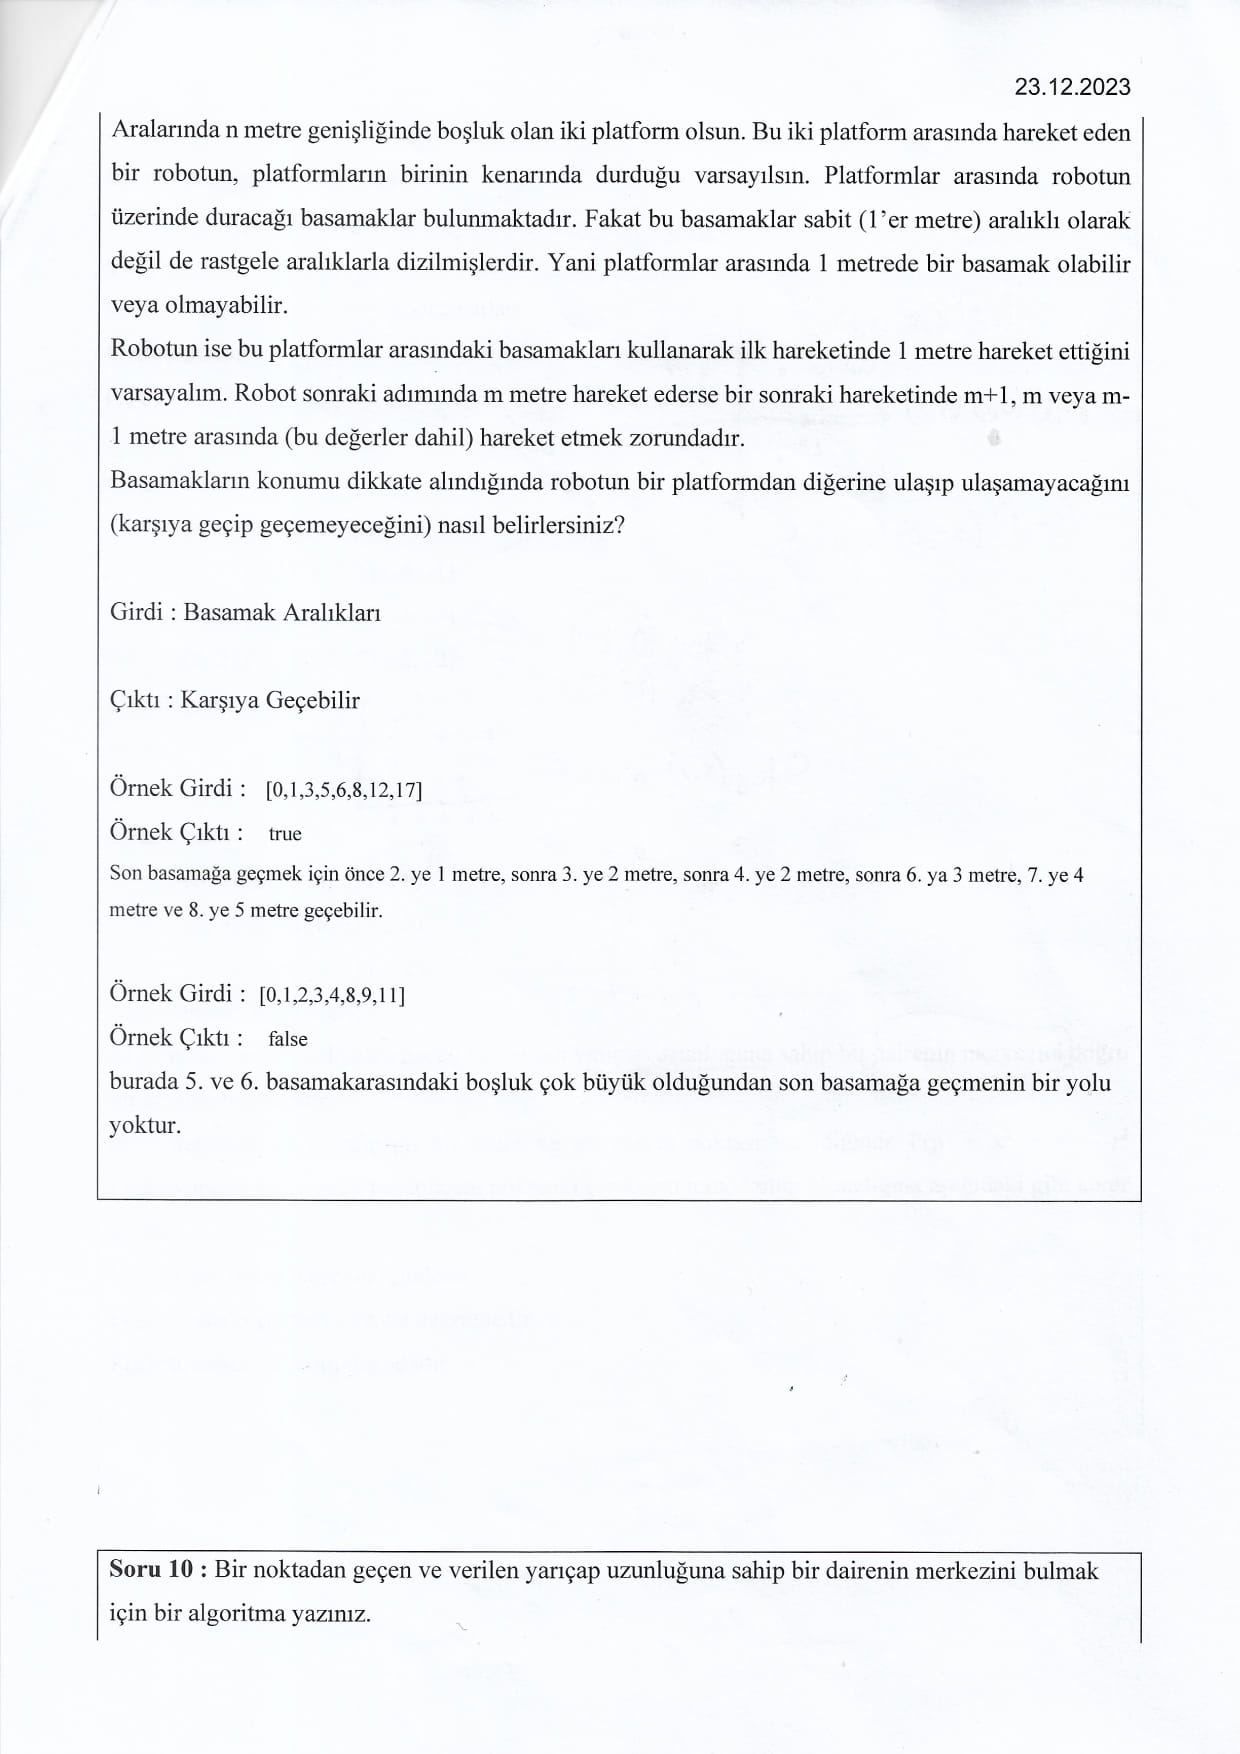 23.12.2023
Aralarında n metre genişliğinde boşluk olan iki platform olsun. Bu iki platform arasında hareket eden
bir robotun, platformların birinin kenarında durduğu varsayılsın. Platformlar arasında robotun
üzerinde duracağı basamaklar bulunmaktadır. Fakat bu basamaklar sabit (1’er metre) aralıklı olarak
değil de rastgele aralıklarla dizilmişlerdir. Yani platformlar arasında 1 metrede bir basamak olabilir
veya olmayabilir.
Robotun ise bu platformlar arasındaki basamakları kullanarak ilk hareketinde 1 metre hareket ettiğini
varsayalım. Robot sonraki adımında m metre hareket ederse bir sonraki hareketinde m+1, m veya m-
1 metre arasında (bu değerler dahil) hareket etmek zorundadır.
Basamakların konumu dikkate alındığında robotun bir platformdan diğerine ulaşıp ulaşamayacağını
(karşıya geçip geçemeyeceğini) nasıl belirlersiniz?
Girdi : Basamak Aralıkları
Çıktı : Karşıya Geçebilir
Örnek Girdi : [0,1,3,5,6,8,12,17]
Örnek Çıktı : true
Son basamağa geçmek için önce 2. ye 1 metre, sonra 3. ye 2 metre, sonra 4. ye 2 metre, sonra 6. ya 3 metre, 7. ye 4
metre ve 8. ye 5 metre geçebilir.
Örnek Girdi : [0,1,2,3,4,8,9,11]
Örnek Çıktı : false
burada 5. ve 6. basamakarasındaki boşluk çok büyük olduğundan son basamağa geçmenin bir yolu
yoktur.
Soru 10 : Bir noktadan geçen ve verilen yarıçap uzunluğuna sahip bir dairenin merkezini bulmak
için bir algoritma yazınız.